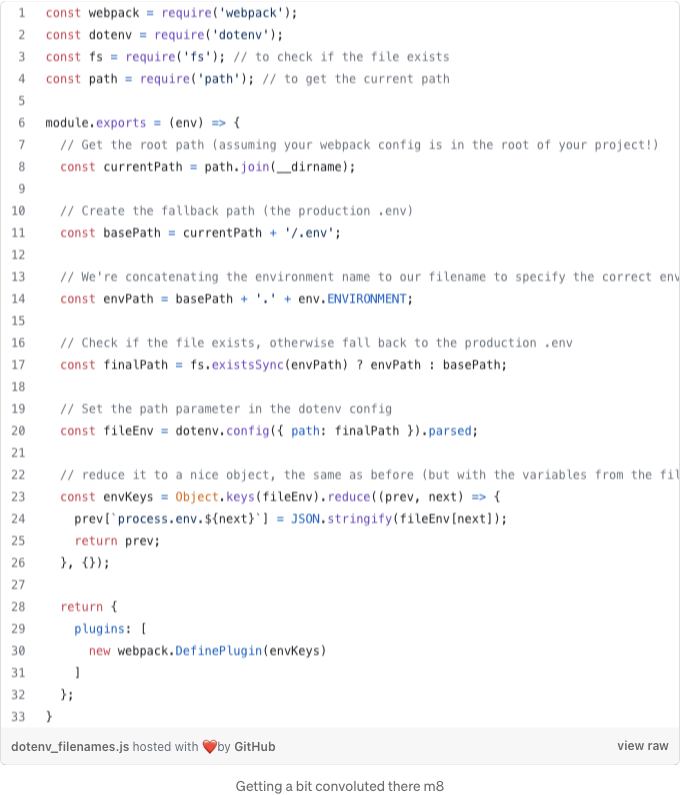 1 const webpack = require('webpack');
2 const dotenv = require('dotenv');
3 const fs = require('fs'); // to check if the file exists
4 const path = require('path'); // to get the current path
5
6 module.exports = (env) => {
7   // Get the root path (assuming your webpack config is in the root of your project!)
8   const currentPath = path.join(__dirname);
9
10   // Create the fallback path (the production .env)
11   const basePath = currentPath + '/.env';
12
13   // We're concatenating the environment name to our filename to specify the correct env
14   const envPath = basePath + '.' + env.ENVIRONMENT;
15
16   // Check if the file exists, otherwise fall back to the production .env
17   const finalPath = fs.existsSync(envPath) ? envPath : basePath;
18
19   // Set the path parameter in the dotenv config
20   const fileEnv = dotenv.config({ path: finalPath }).parsed;
21
22   // reduce it to a nice object, the same as before (but with the variables from the fil
23   const envKeys = Object.keys(fileEnv).reduce((prev, next) => {
24     prev[`process.env.${next}`] = JSON.stringify(fileEnv[next]);
25     return prev;
26   }, {});
27
28   return {
29     plugins: [
30       new webpack.DefinePlugin(envKeys)
31     ]
32   };
33 }
dotenv_filenames.js hosted with ❤ by GitHub view raw
Getting a bit convoluted there m8